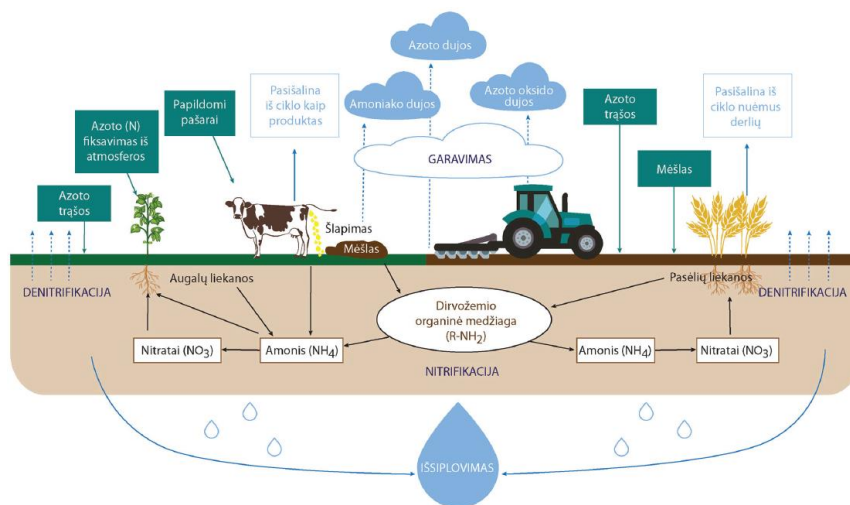 Azoto dujos
Amoniako dujos
Azoto oksido
dujos
GARAVIMAS
Papildomi
pašarai
Pasišalina
iš ciklo kaip
produktas
Azoto (N)
fiksavimas iš
atmosferos
Azoto
trąšos
Azoto
trąšos
Pasišalina iš
ciklo nuėmus
derlių
Mėšlas
Šlapimas
Mėšlas
DENITRIFIKACIJA
Augalų liekanos
Dirvožemio
organinė medžiaga
(R-NH₂)
Pasėlių liekanos
DENITRIFIKACIJA
Nitratai (NO₃)
Amonis (NH₄)
NITRIFIKACIJA
Amonis (NH₄)
Nitratai (NO₃)
IŠSIPLOVIMAS